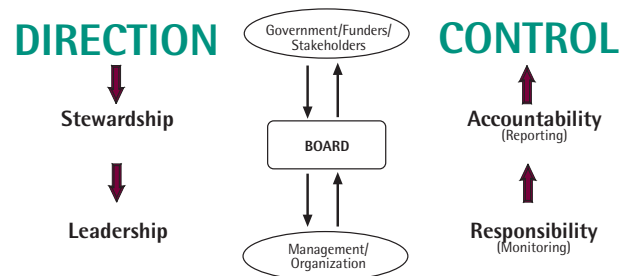 DIRECTION
Stewardship
Leadership
Government/Funders/
Stakeholders
BOARD
Management/
Organization
CONTROL
Accountability
(Reporting)
Responsibility
(Monitoring)